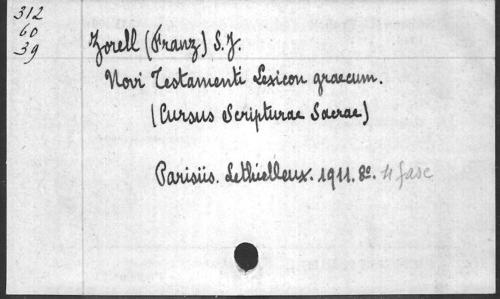 312
60
39
Zorell (Franz) S.J.
Novi Testamenti Lexicon graecum.
(Cursus Scripturae Sacrae)
Parisiis. Lethielleux. 1911. 8º. 4 fasc